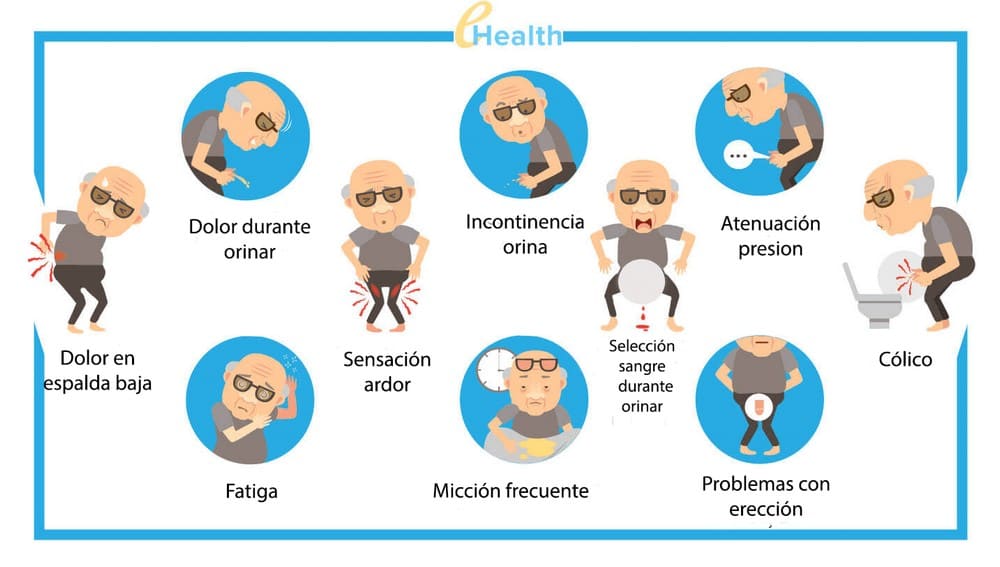 eHealth
Dolor durante
orinar
Incontinencia
orina
Atenuación
presion
Dolor en
espalda baja
Sensación
ardor
Selección
sangre
durante
orinar
Cólico
Fatiga
Micción frecuente
Problemas con
erección